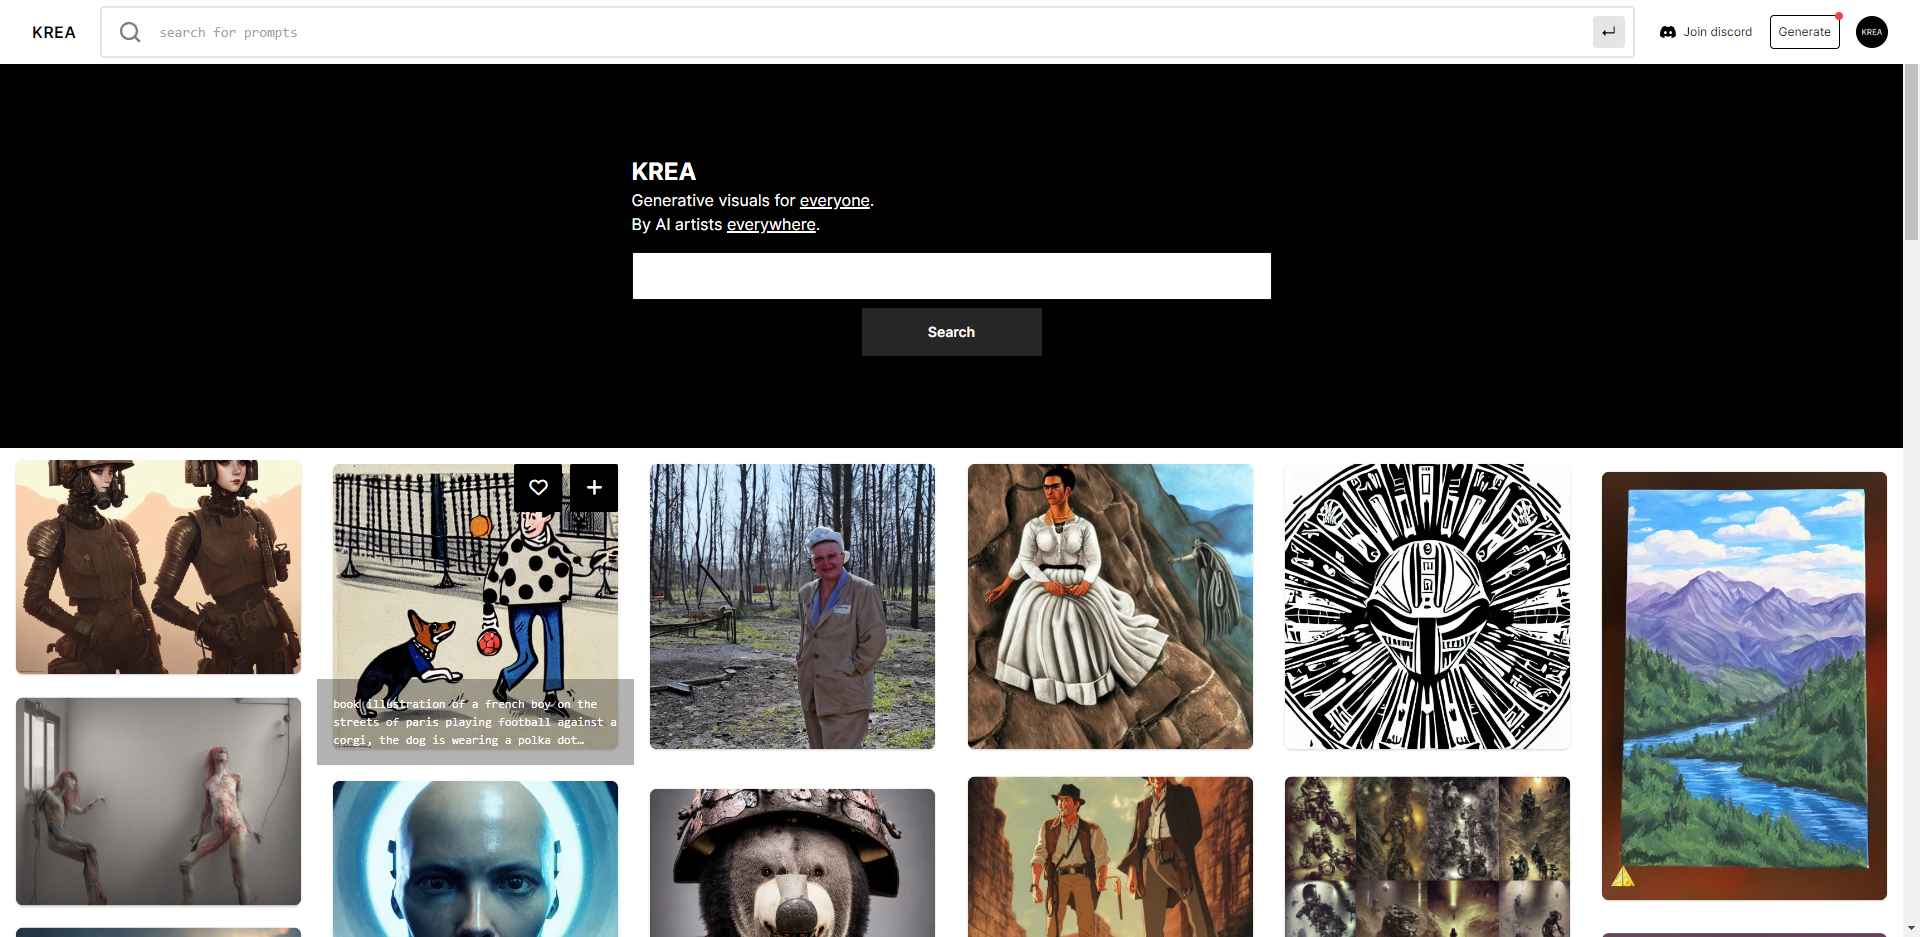 KREA
search for prompts
Join discord
Generate
KREA
KREA
Generative visuals for everyone.
By AI artists everywhere.
Search
book illustration of a french boy on the
streets of paris playing football against a
corgi, the dog is wearing a polka dot…